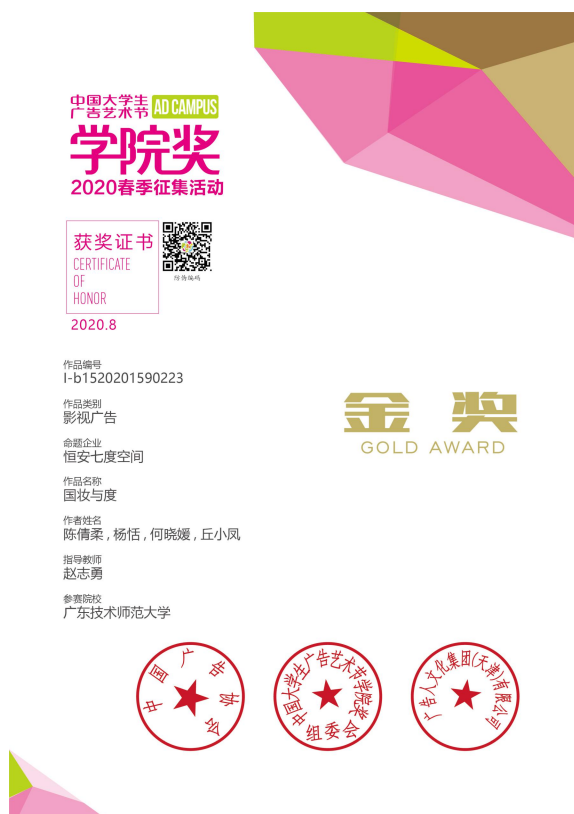 中国大学生
广告艺术节
AD CAMPUS
学院奖
2020春季征集活动
获奖证书
CERTIFICATE
OF
HONOR
防伪编码
2020.8
作品编号
I-b1520201590223
作品类别
影视广告
命题企业
恒安七度空间
作品名称
国妆与度
作者姓名
陈倩柔 , 杨恬 , 何晓媛 , 丘小凤
指导教师
赵志勇
参赛院校
广东技术师范大学
金奖
GOLD AWARD
中国广告协会
中国大学生广告艺术节学院奖
组委会
广告人文化集团(天津)有限公司